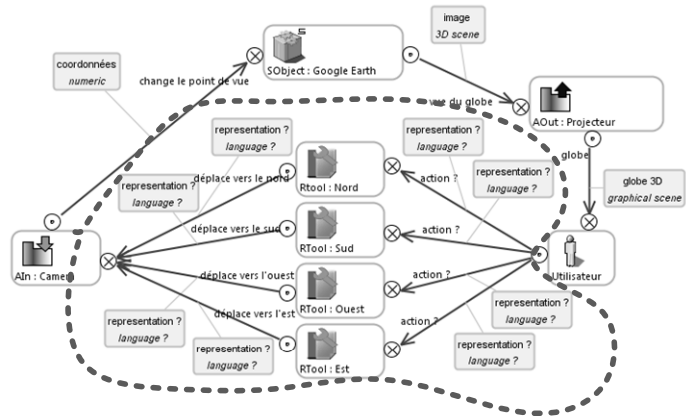 image
3D scene
coordonnées
numeric
S
SObject : Google Earth
change le point de vue
vue du globe
AOut : Projecteur
globe
representation ?
language ?
representation ?
language ?
déplace vers le nord
Rtool : Nord
action ?
representation ?
language ?
representation ?
language ?
globe 3D
graphical scene
déplace vers le sud
RTool : Sud
action ?
AIn : Camera
Utilisateur
déplace vers l'ouest
RTool : Ouest
action ?
déplace vers l'est
action ?
representation ?
language ?
representation ?
language ?
representation ?
language ?
representation ?
language ?
RTool : Est